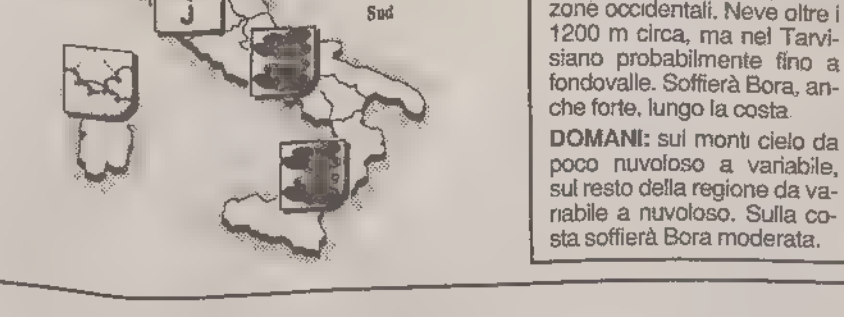 Sud
zone occidentali. Neve oltre i
1200 m circa, ma nel Tarvi-
siano probabilmente fino a
fondovalle. Soffierà Bora, an-
che forte, lungo la costa.
DOMANI: sui monti cielo da
poco nuvoloso a variabile,
sul resto della regione da va-
riabile a nuvoloso. Sulla co-
sta soffierà Bora moderata.